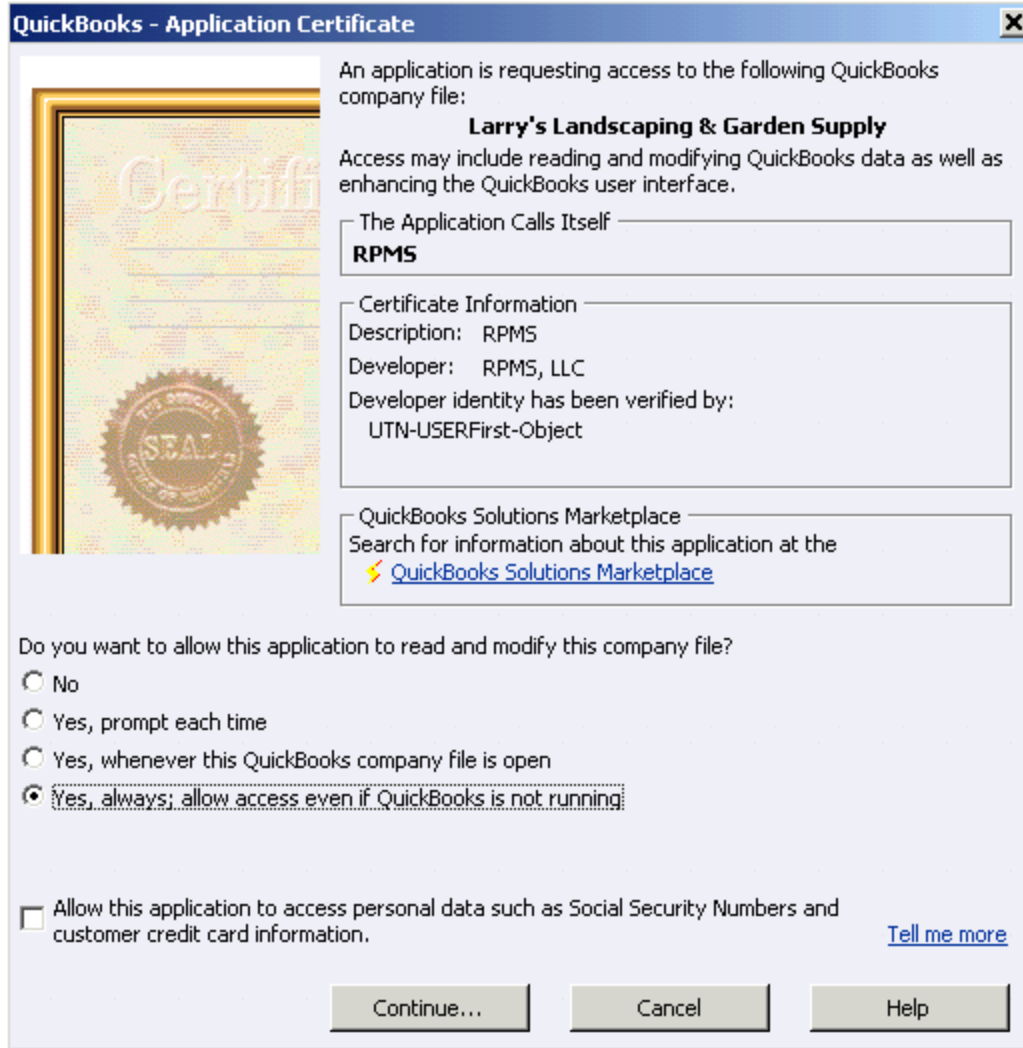 QuickBooks - Application Certificate
An application is requesting access to the following QuickBooks
company file:
Larry's Landscaping & Garden Supply
Access may include reading and modifying QuickBooks data as well as
enhancing the QuickBooks user interface.
The Application Calls Itself
RPMS
Certificate Information
Description: RPMS
Developer: RPMS, LLC
Developer identity has been verified by:
UTN-USERFirst-Object
QuickBooks Solutions Marketplace
Search for information about this application at the
QuickBooks Solutions Marketplace
Certifi
SEAL
Do you want to allow this application to read and modify this company file?
No
Yes, prompt each time
Yes, whenever this QuickBooks company file is open
Yes, always; allow access even if QuickBooks is not running
Allow this application to access personal data such as Social Security Numbers and
customer credit card information.
Tell me more
Continue...
Cancel
Help